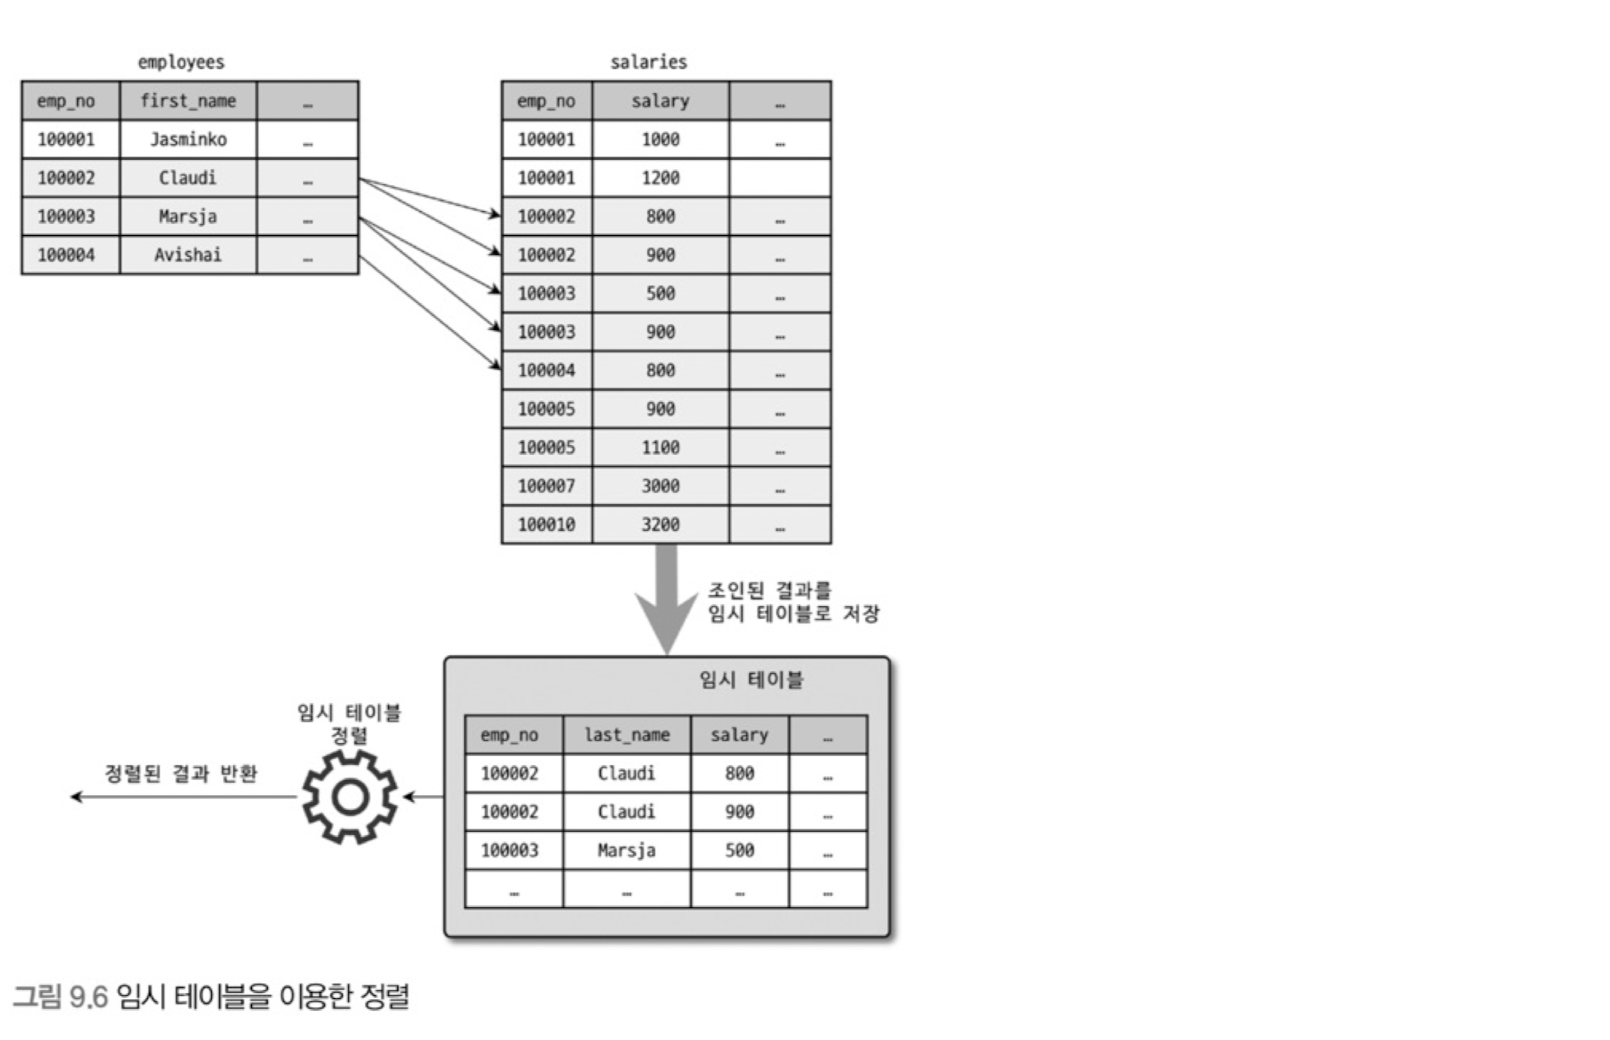 employees
emp_no first_name …
100001 Jasminko …
100002 Claudi …
100003 Marsja …
100004 Avishai …
salaries
emp_no salary …
100001 1000 …
100001 1200
100002 800 …
100002 900 …
100003 500 …
100003 900 …
100004 800 …
100005 900 …
100005 1100 …
100007 3000 …
100010 3200 …
조인된 결과를
임시 테이블로 저장
임시 테이블
emp_no last_name salary …
100002 Claudi 800 …
100002 Claudi 900 …
100003 Marsja 500 …
… … … …
임시 테이블
정렬
정렬된 결과 반환
그림 9.6 임시 테이블을 이용한 정렬